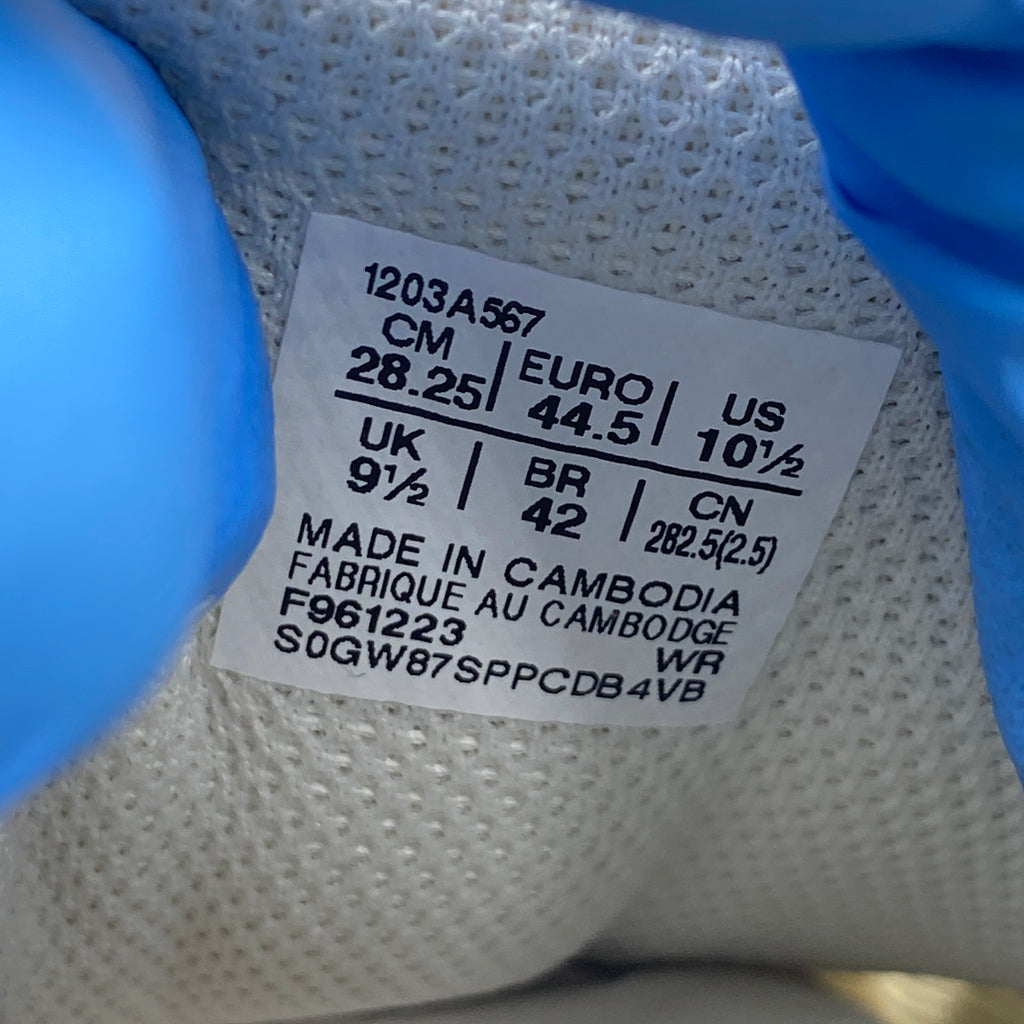 1203A567
CM | EURO | US
28.25 | 44.5 | 10½
UK | BR | CN
9½ | 42 | 282.5(2.5)
MADE IN CAMBODIA
FABRIQUE AU CAMBODGE
F961223 WR
S0GW87SPPCDB4VB